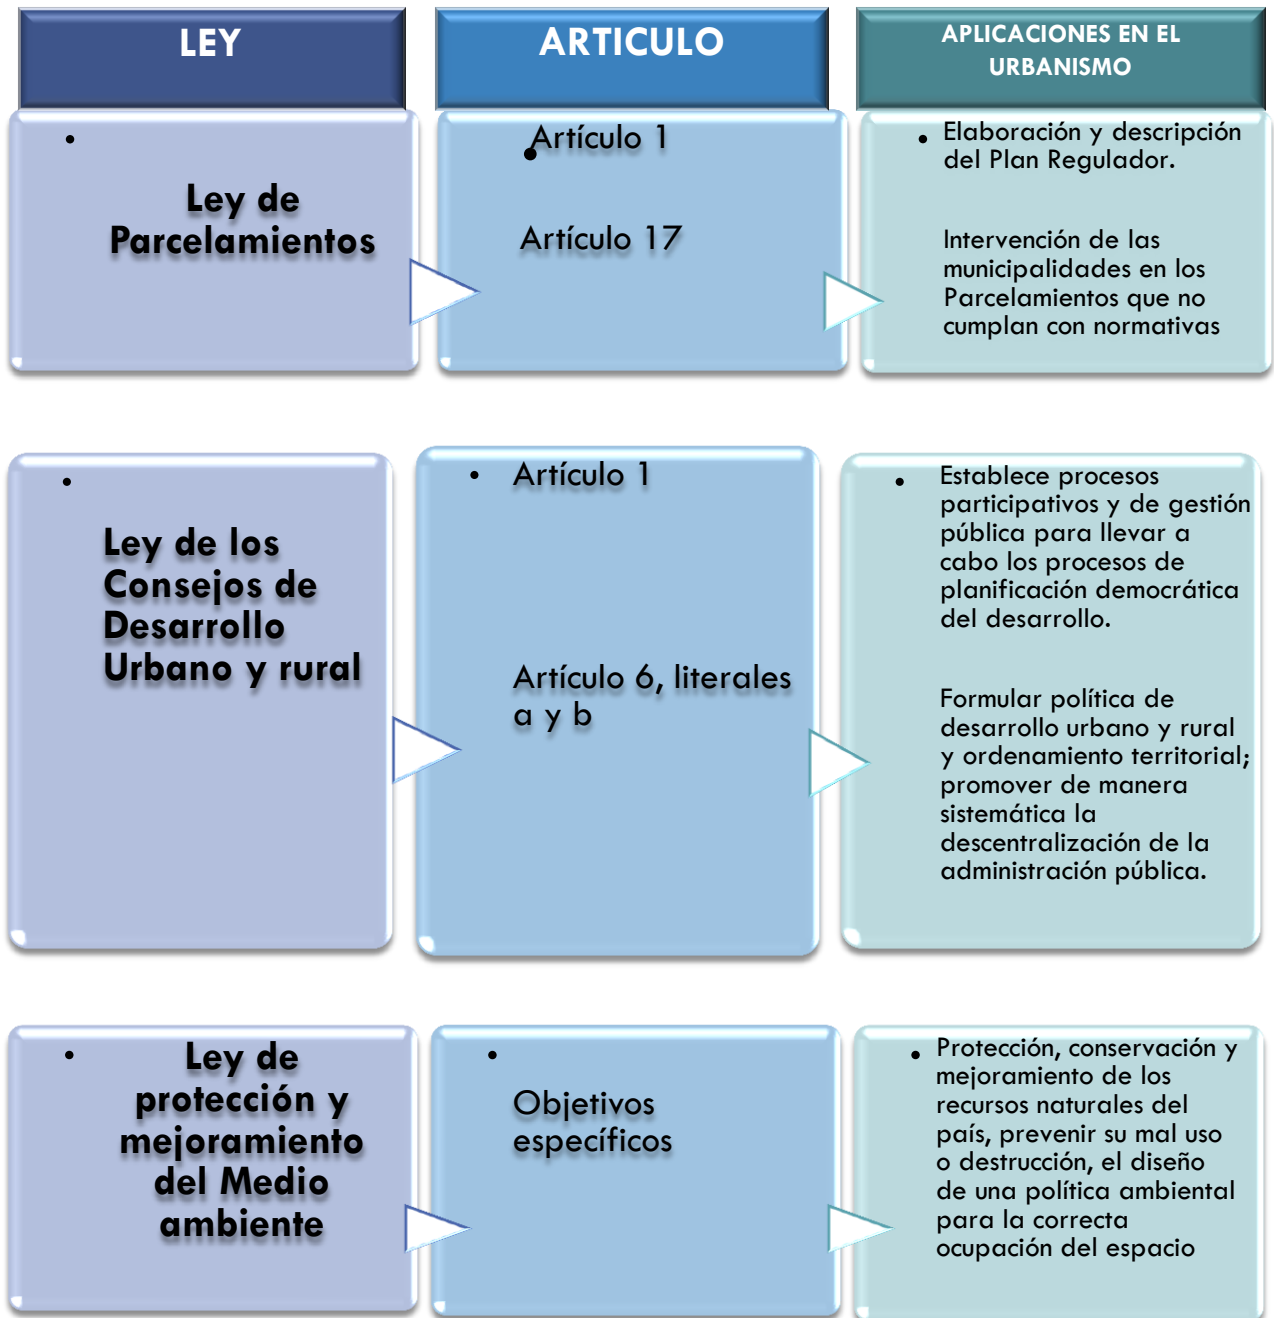 LEY
ARTICULO
APLICACIONES EN EL
URBANISMO
• Ley de
Parcelamientos
• Artículo 1
Artículo 17
• Elaboración y descripción
del Plan Regulador.
Intervención de las
municipalidades en los
Parcelamientos que no
cumplan con normativas
• Ley de los
Consejos de
Desarrollo
Urbano y rural
• Artículo 1
Artículo 6, literales
a y b
• Establece procesos
participativos y de gestión
pública para llevar a
cabo los procesos de
planificación democrática
del desarrollo.
Formular política de
desarrollo urbano y rural
y ordenamiento territorial;
promover de manera
sistemática la
descentralización de la
administración pública.
• Ley de
protección y
mejoramiento
del Medio
ambiente
• Objetivos
específicos
• Protección, conservación y
mejoramiento de los
recursos naturales del
país, prevenir su mal uso
o destrucción, el diseño
de una política ambiental
para la correcta
ocupación del espacio